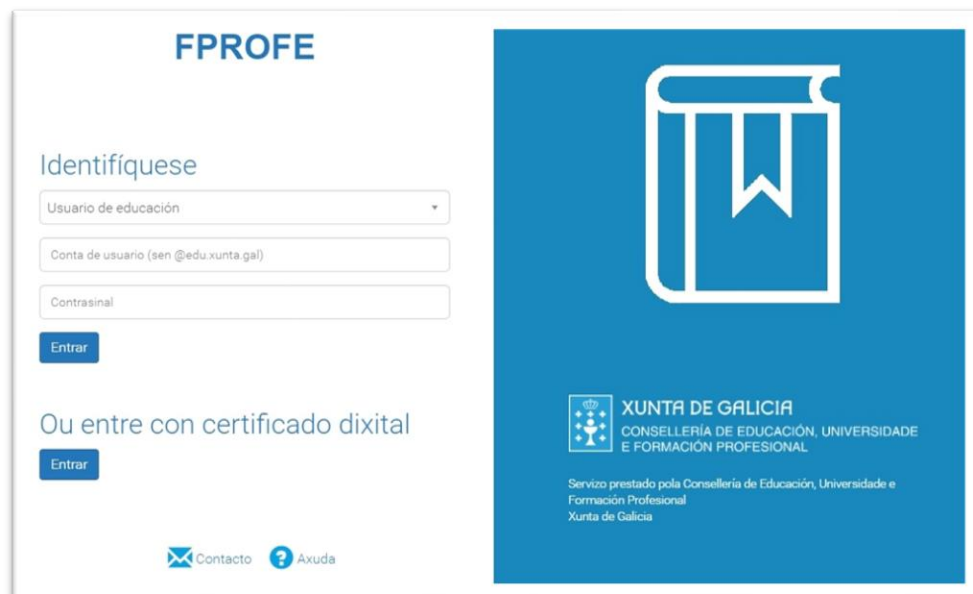 FPROFE
Identifíquese
Usuario de educación
Conta de usuario (sen @edu.xunta.gal)
Contrasinal
Entrar
Ou entre con certificado dixital
Entrar
Contacto
Axuda
XUNTA DE GALICIA
CONSELLERÍA DE EDUCACIÓN, UNIVERSIDADE
E FORMACIÓN PROFESIONAL
Servizo prestado pola Consellería de Educación, Universidade e
Formación Profesional
Xunta de Galicia